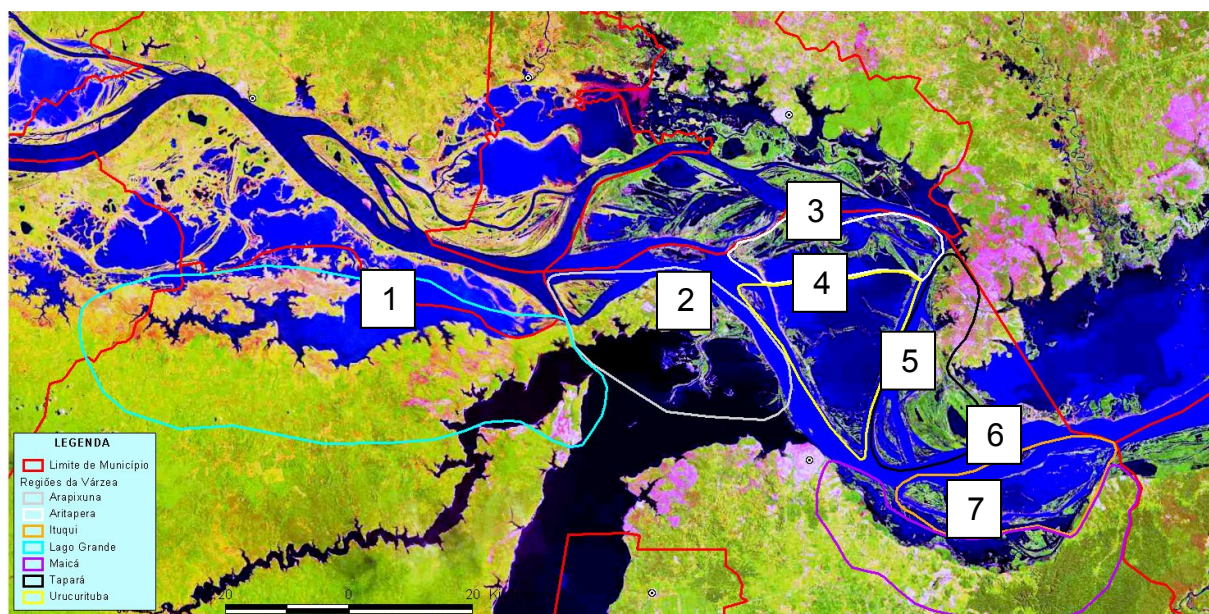 3
4
1
2
5
6
7
LEGENDA
Limite de Município
Regiões da Várzea
Arapixuna
Aritapera
Ituqui
Lago Grande
Maicá
Tapará
Urucurituba
20 0 20